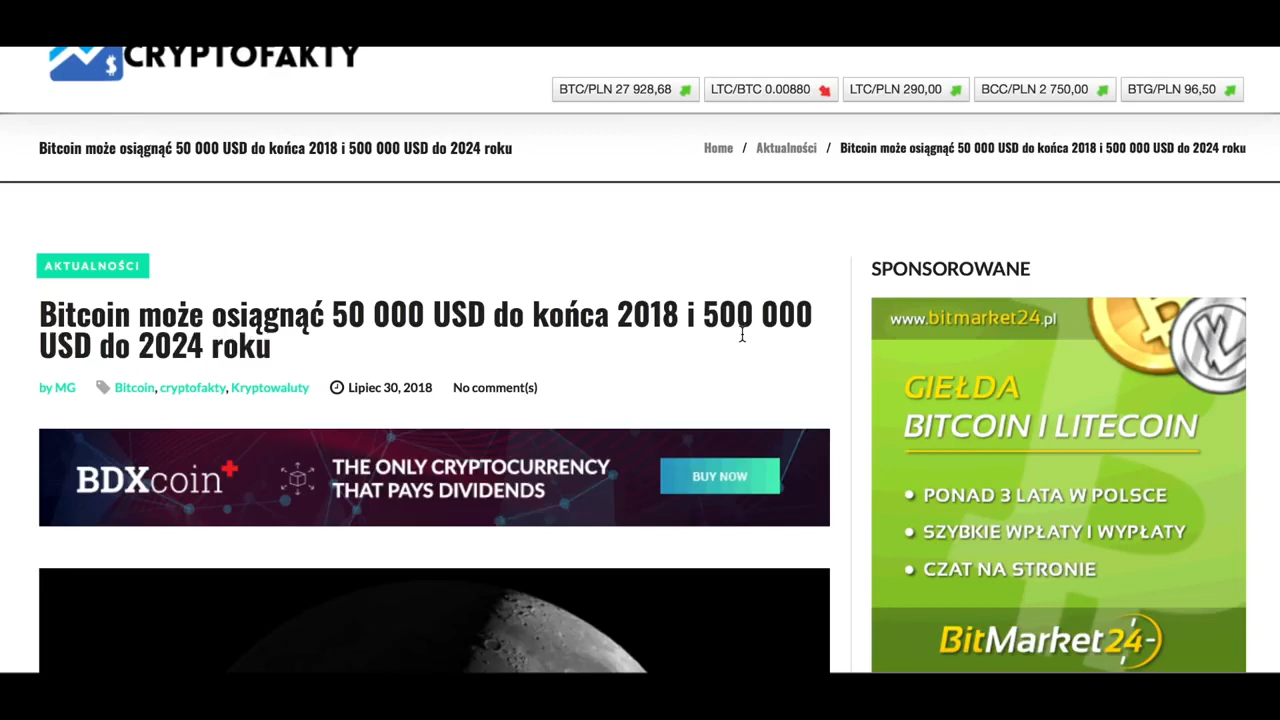 CRYPTOFAKTY
BTC/PLN 27 928,68 LTC/BTC 0.00880 LTC/PLN 290,00 BCC/PLN 2 750,00 BTG/PLN 96,50
Bitcoin może osiągnąć 50 000 USD do końca 2018 i 500 000 USD do 2024 roku
Home / Aktualności / Bitcoin może osiągnąć 50 000 USD do końca 2018 i 500 000 USD do 2024 roku
AKTUALNOŚCI
Bitcoin może osiągnąć 50 000 USD do końca 2018 i 500 000
USD do 2024 roku
by MG Bitcoin, cryptofakty, Kryptowaluty Lipiec 30, 2018 No comment(s)
BDXcoin+
THE ONLY CRYPTOCURRENCY
THAT PAYS DIVIDENDS
BUY NOW
SPONSOROWANE
www.bitmarket24.pl
GIEŁDA
BITCOIN I LITECOIN
• PONAD 3 LATA W POLSCE
• SZYBKIE WPŁATY I WYPŁATY
• CZAT NA STRONIE
BitMarket24